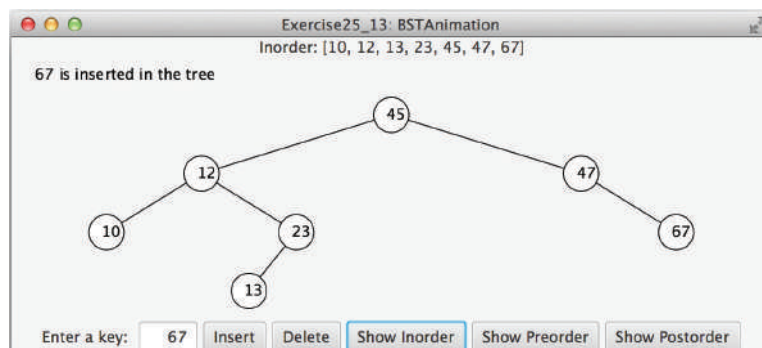 Exercise25_13: BSTAnimation
Inorder: [10, 12, 13, 23, 45, 47, 67]
67 is inserted in the tree
45
12 47
10 23 67
13
Enter a key: 67 Insert Delete Show Inorder Show Preorder Show Postorder